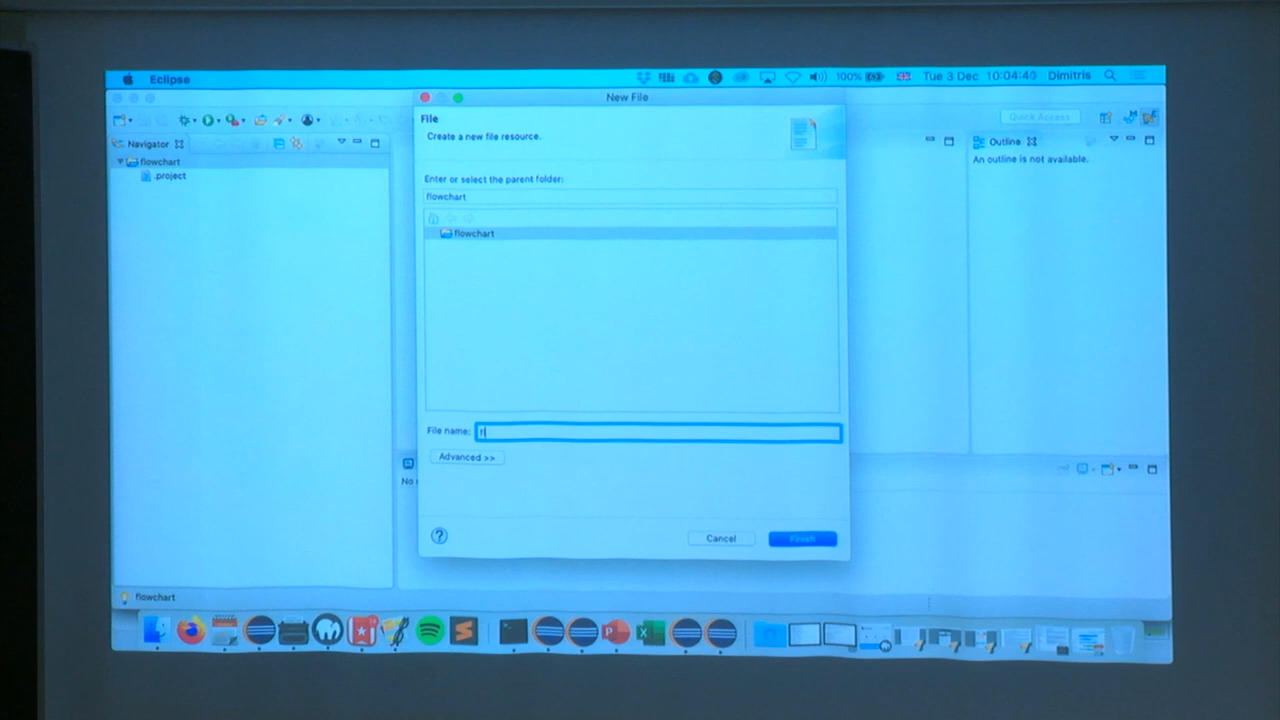 Eclipse
100%
Tue 3 Dec 10:04:40 Dimitris
New File
File
Create a new file resource.
Quick Access
Navigator
Outline
flowchart
.project
An outline is not available.
Enter or select the parent folder:
flowchart
flowchart
File name: fl
Advanced >>
No
Cancel
Finish
flowchart